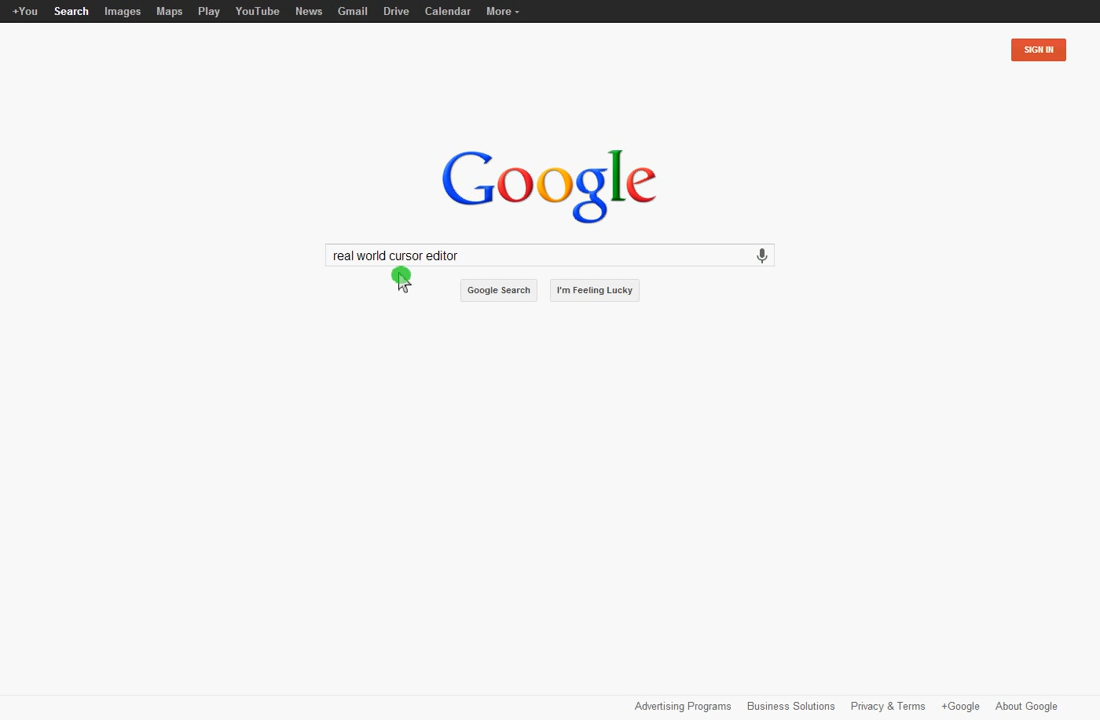 +You Search Images Maps Play YouTube News Gmail Drive Calendar More
SIGN IN
Google
real world cursor editor
Google Search I'm Feeling Lucky
Advertising Programs Business Solutions Privacy & Terms +Google About Google